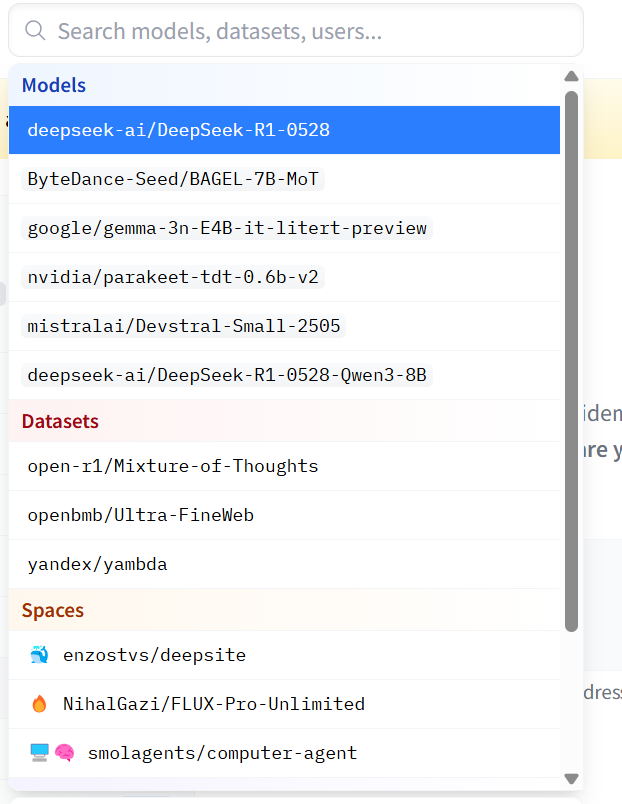 Search models, datasets, users...
Models
deepseek-ai/DeepSeek-R1-0528
ByteDance-Seed/BAGEL-7B-MoT
google/gemma-3n-E4B-it-litert-preview
nvidia/parakeet-tdt-0.6b-v2
mistralai/Devstral-Small-2505
deepseek-ai/DeepSeek-R1-0528-Qwen3-8B
Datasets
open-r1/Mixture-of-Thoughts
openbmb/Ultra-FineWeb
yandex/yambda
Spaces
enzostvs/deepsite
NihalGazi/FLUX-Pro-Unlimited
smolagents/computer-agent